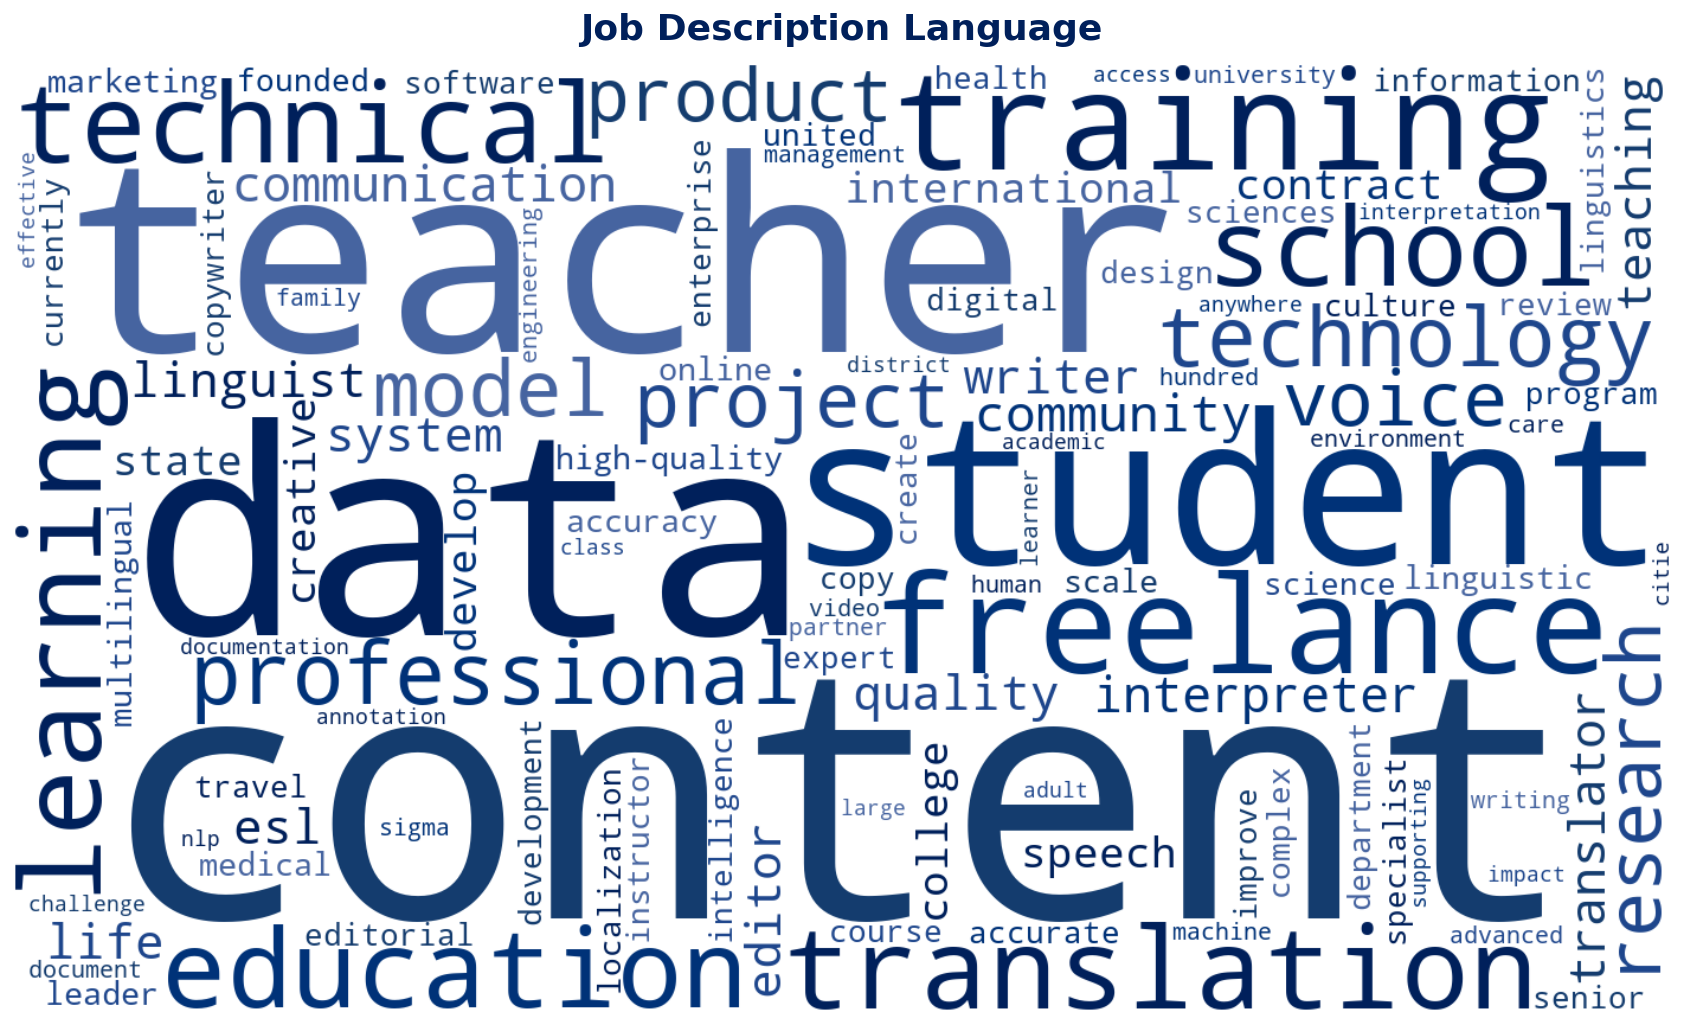 Job Description Language
marketing
founded
software
product
health
access
university
information
technical
training
linguistics
teaching
united
management
effective
currently
copywriter
communication
enterprise
international
contract
sciences
interpretation
school
teacher
engineering
family
design
digital
anywhere
culture
review
technology
linguist
model
online
district
project
writer
hundred
community
voice
program
care
learning
creative
system
state
high-quality
academic
environment
data
student
develop
accuracy
class
create
learner
multilingual
copy
human
scale
science
linguistic
citie
video
partner
freelance
documentation
professional
expert
quality
interpreter
research
annotation
content
travel
esl
nlp
sigma
medical
development
localization
instructor
intelligence
editor
large
college
adult
speech
improve
complex
department
specialist
supporting
writing
impact
translator
challenge
life
editorial
course
accurate
machine
advanced
document
leader
education
translation
senior